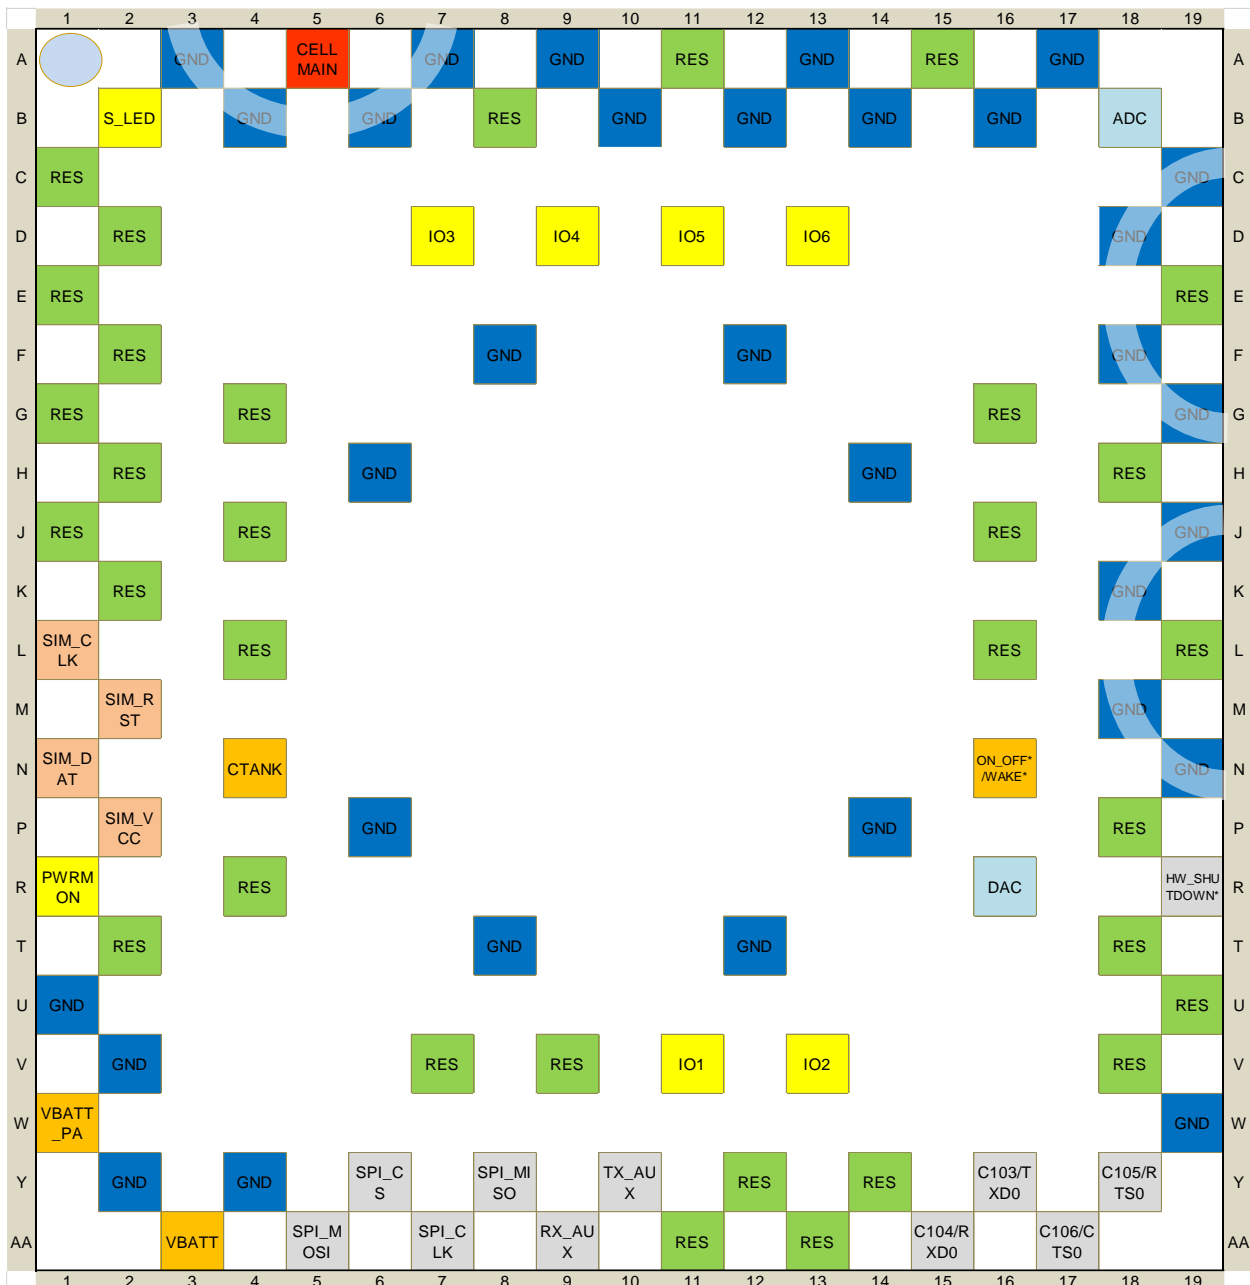 1 2 3 4 5 6 7 8 9 10 11 12 13 14 15 16 17 18 19
A GND CELL MAIN GND GND RES GND RES GND A
B S_LED GND GND RES GND GND GND GND ADC B
C RES GND C
D RES IO3 IO4 IO5 IO6 GND D
E RES RES E
F RES GND GND GND F
G RES RES RES GND G
H RES GND GND RES H
J RES RES RES GND J
K RES GND K
L SIM_C LK RES RES RES L
M SIM_R ST GND M
N SIM_D AT CTANK ON_OFF* /WAKE* GND N
P SIM_V CC GND GND RES P
R PWRM ON RES DAC HW_SHU TDOWN* R
T RES GND GND RES T
U GND RES U
V GND RES RES IO1 IO2 RES V
W VBATT _PA GND W
Y GND GND SPI_C S SPI_MI SO TX_AU X RES RES C103/T XD0 C105/R TS0 Y
AA VBATT SPI_M OSI SPI_C LK RX_AU X RES RES C104/R XD0 C106/C TS0 AA
1 2 3 4 5 6 7 8 9 10 11 12 13 14 15 16 17 18 19